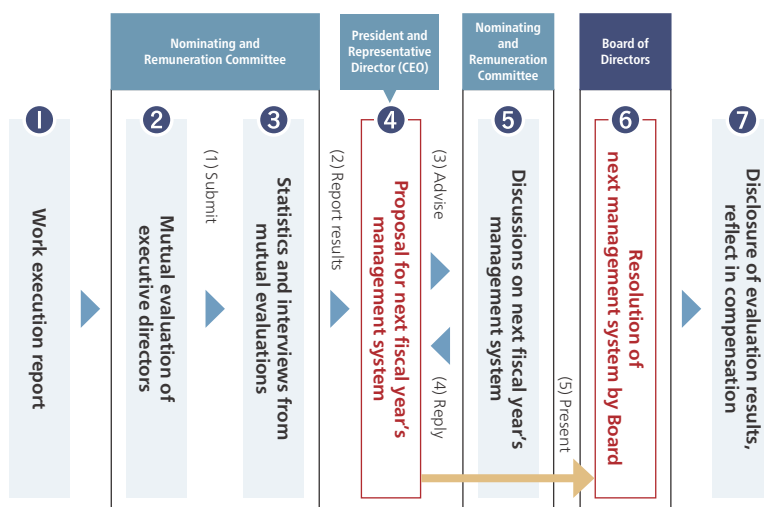 Nominating and
Remuneration Committee
President and
Representative
Director (CEO)
Nominating
and
Remuneration
Committee
Board of
Directors
1
Work execution report
2
Mutual evaluation of
executive directors
(1) Submit
3
Statistics and interviews from
mutual evaluations
(2) Report results
4
Proposal for next fiscal year's
management system
(3) Advise
(4) Reply
5
Discussions on next fiscal year's
management system
(5) Present
6
Resolution of
next management system by Board
7
Disclosure of evaluation results,
reflect in compensation